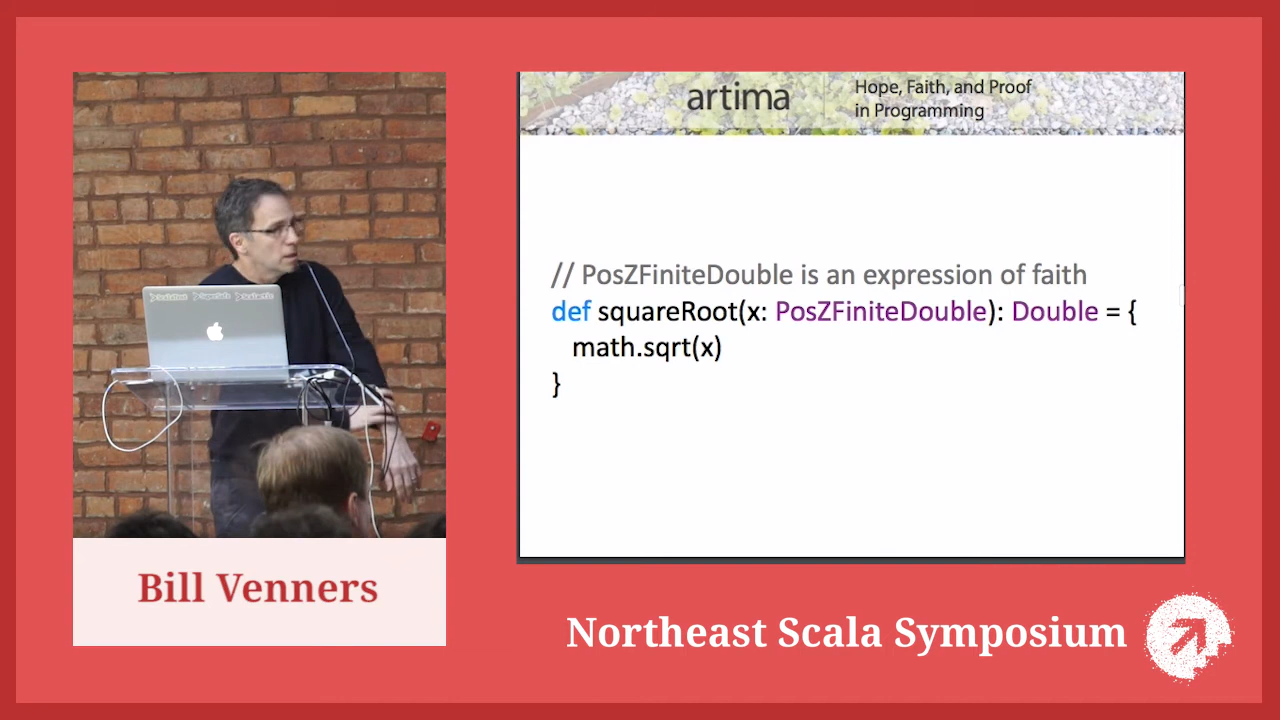 artima
Hope, Faith, and Proof
in Programming
// PosZFiniteDouble is an expression of faith
def squareRoot(x: PosZFiniteDouble): Double = {
math.sqrt(x)
}
Bill Venners
Northeast Scala Symposium